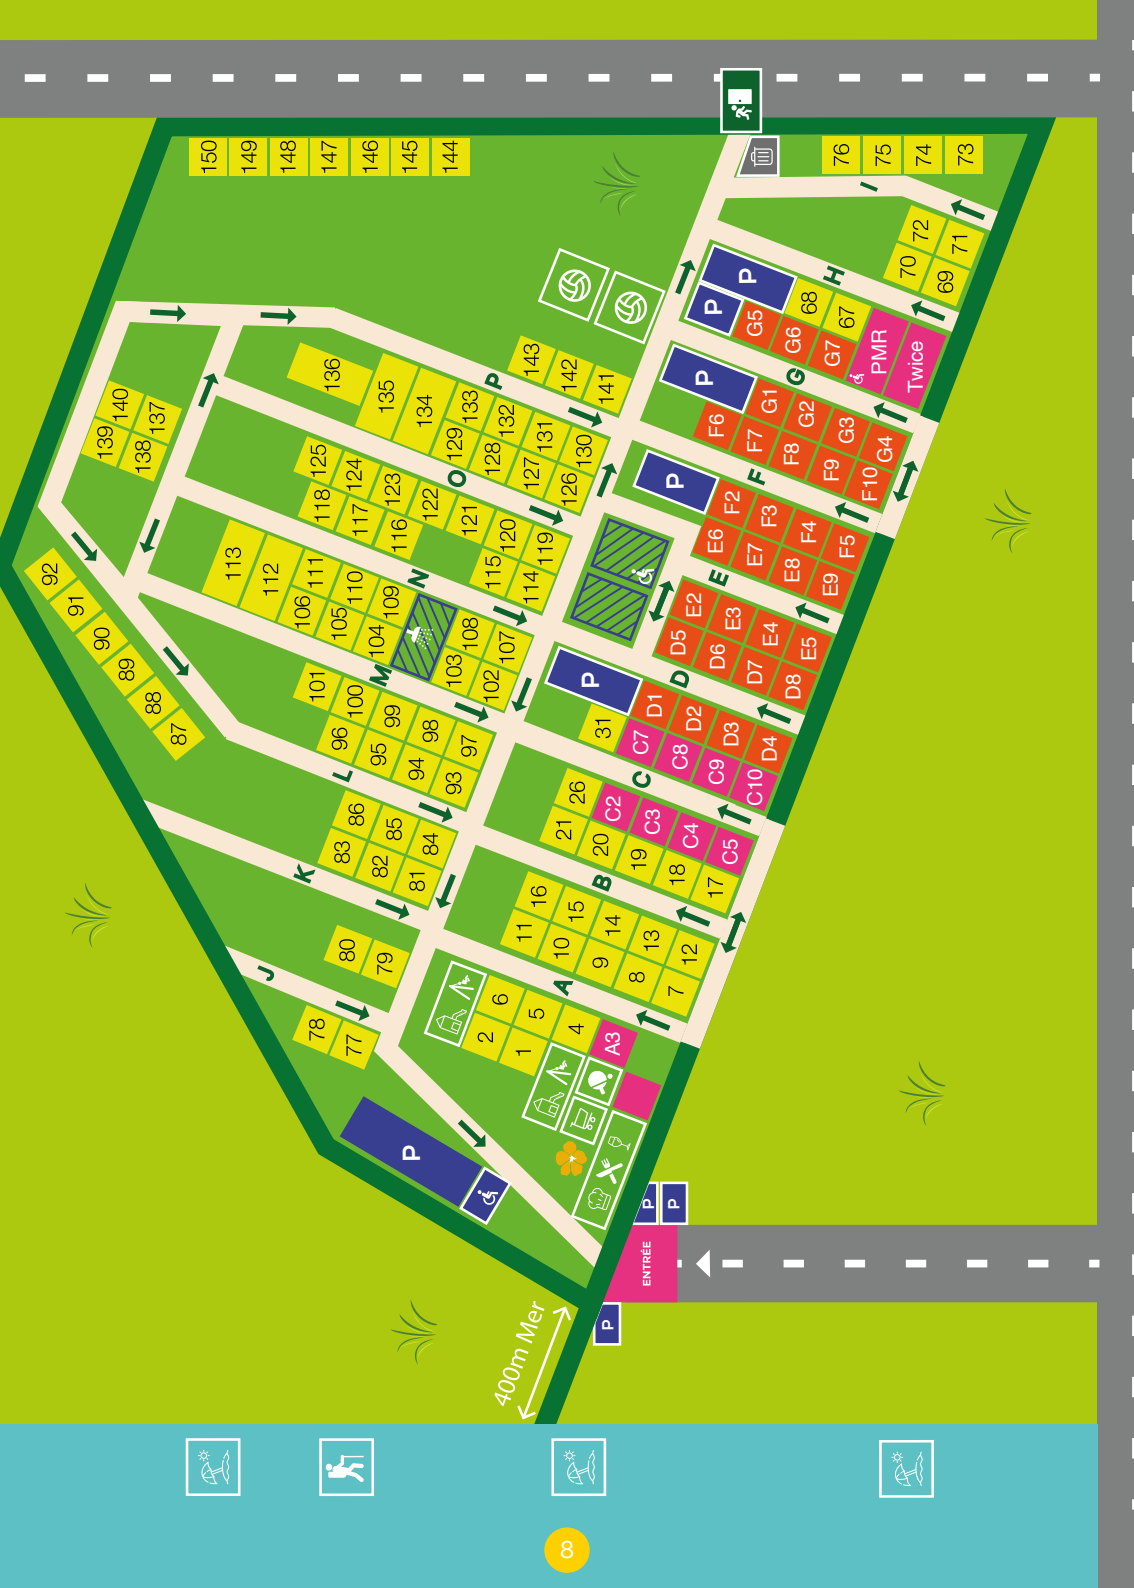 150
149
148
147
146
145
144
76
75
74
73
I
72
71
70
69
H
P
P
68
67
G5
G6
G7
PMR
Twice
G
P
G1
G2
G3
G4
F6
F7
F8
F9
F10
F
P
F2
F3
F4
F5
E6
E7
E8
E9
E
E2
E3
E4
E5
D5
D6
D7
D8
D
P
D1
D2
D3
D4
31
C7
C8
C9
C10
C
26
C2
C3
C4
C5
21
20
19
18
17
B
16
15
14
13
12
11
10
9
8
7
A
6
5
4
A3
2
1
143
142
141
P
136
135
134
133
132
131
130
129
128
127
126
O
125
124
123
122
121
120
119
118
117
116
115
114
N
113
112
111
110
109
108
107
106
105
104
103
102
M
101
100
99
98
97
96
95
94
93
L
86
85
84
83
82
81
K
80
79
J
78
77
140
137
139
138
92
91
90
89
88
87
P
P
P
ENTRÉE
P
400m Mer
8